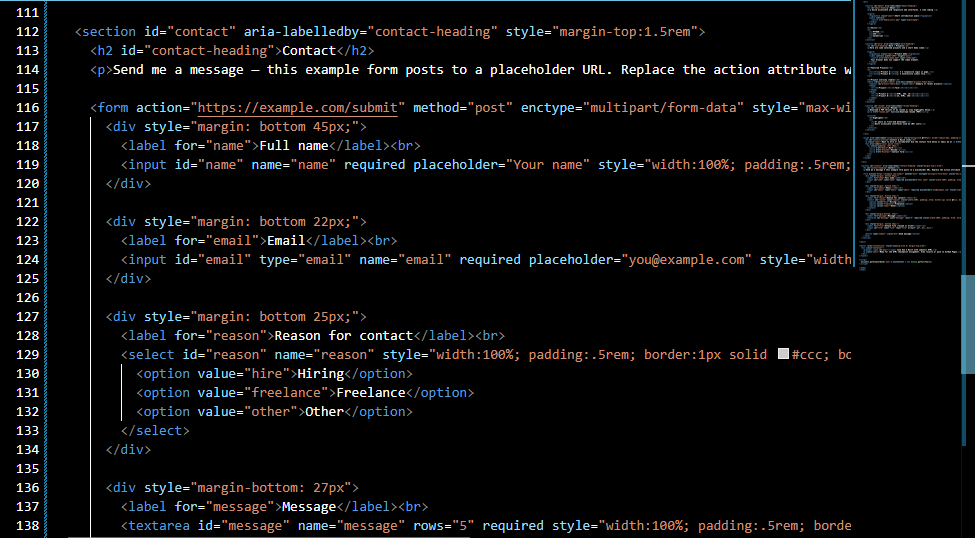 111
112 <section id="contact" aria-labelledby="contact-heading" style="margin-top:1.5rem">
113 <h2 id="contact-heading">Contact</h2>
114 <p>Send me a message — this example form posts to a placeholder URL. Replace the action attribute w
115
116 <form action="https://example.com/submit" method="post" enctype="multipart/form-data" style="max-wi
117 <div style="margin: bottom 45px;">
118 <label for="name">Full name</label><br>
119 <input id="name" name="name" required placeholder="Your name" style="width:100%; padding:.5rem;
120 </div>
121
122 <div style="margin: bottom 22px;">
123 <label for="email">Email</label><br>
124 <input id="email" type="email" name="email" required placeholder="you@example.com" style="width
125 </div>
126
127 <div style="margin: bottom 25px;">
128 <label for="reason">Reason for contact</label><br>
129 <select id="reason" name="reason" style="width:100%; padding:.5rem; border:1px solid #ccc; bo
130 <option value="hire">Hiring</option>
131 <option value="freelance">Freelance</option>
132 <option value="other">Other</option>
133 </select>
134 </div>
135
136 <div style="margin-bottom: 27px">
137 <label for="message">Message</label><br>
138 <textarea id="message" name="message" rows="5" required style="width:100%; padding:.5rem; borde